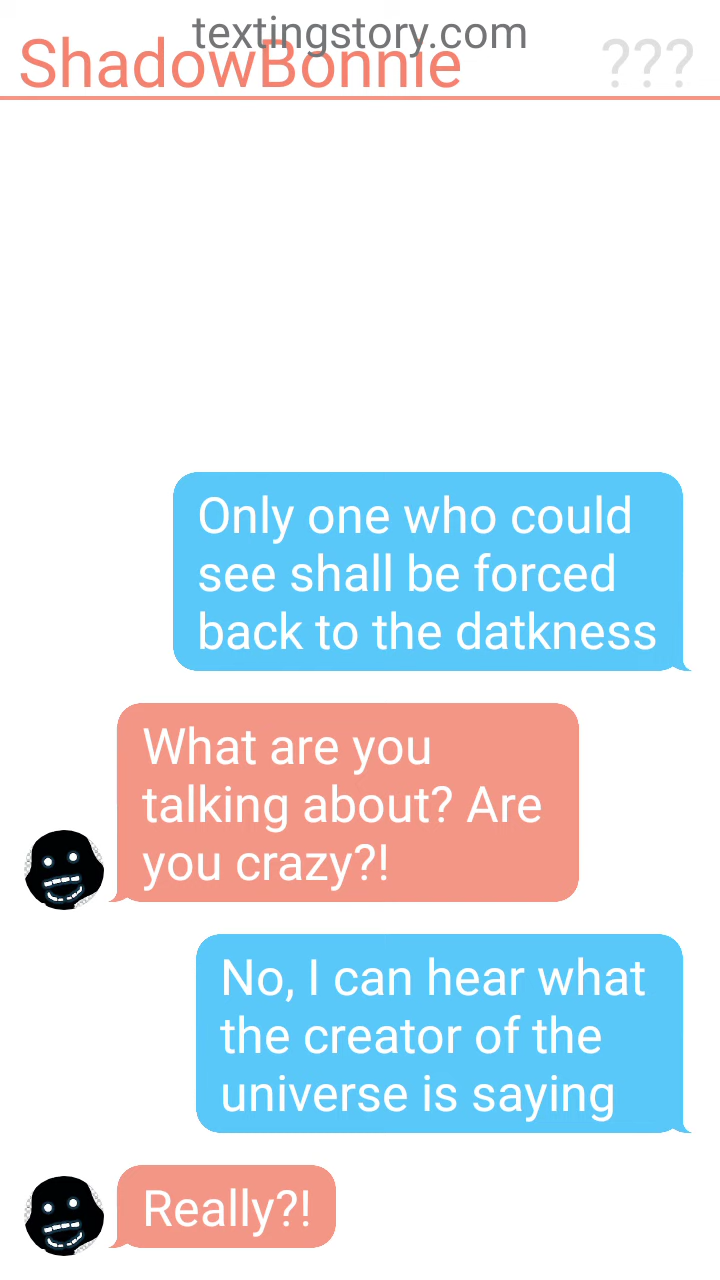 textingstory.com
ShadowBonnie
???
Only one who could
see shall be forced
back to the datkness
What are you
talking about? Are
you crazy?!
No, I can hear what
the creator of the
universe is saying
Really?!